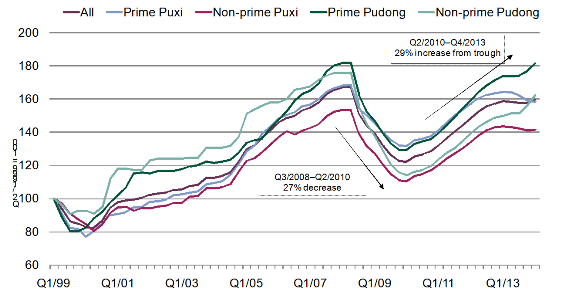 All Prime Puxi Non-prime Puxi Prime Pudong Non-prime Pudong
200
Q2/2010–Q4/2013
29% increase from trough
180
160
140
120
Q3/2008–Q2/2010
27% decrease
100
80
60
Q1/99 Q1/01 Q1/03 Q1/05 Q1/07 Q1/09 Q1/11 Q1/13